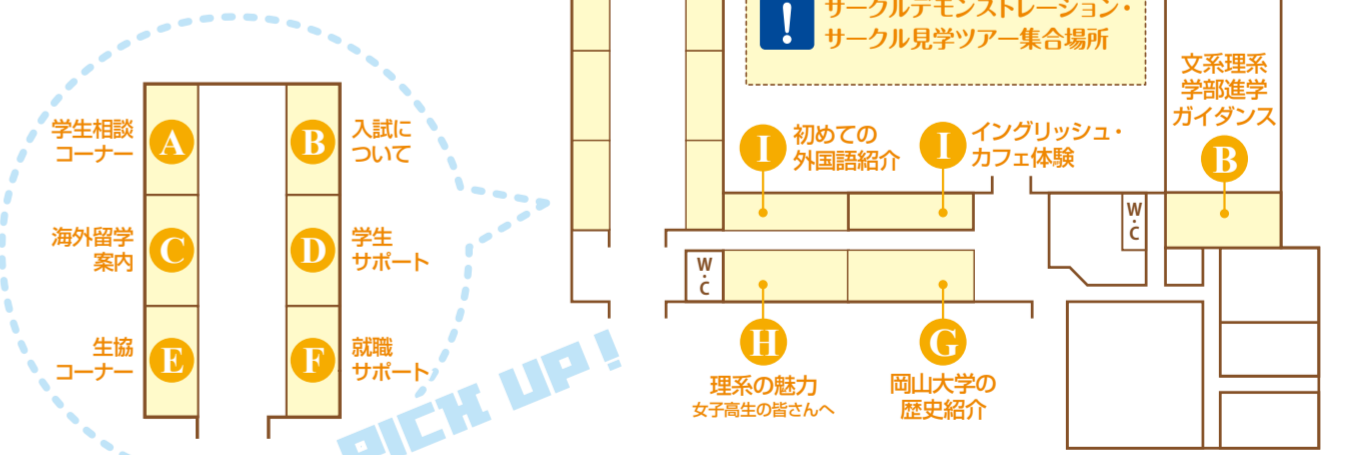 サークルデモンストレーション・
サークル見学ツアー集合場所
!
文系理系
学部進学
ガイダンス
B
学生相談
コーナー
A
B
入試に
ついて
I
初めての
外国語紹介
I
イングリッシュ・
カフェ体験
海外留学
案内
C
D
学生
サポート
W.C
W.C
生協
コーナー
E
F
就職
サポート
H
理系の魅力
女子高生の皆さんへ
G
岡山大学の
歴史紹介
PICK UP!